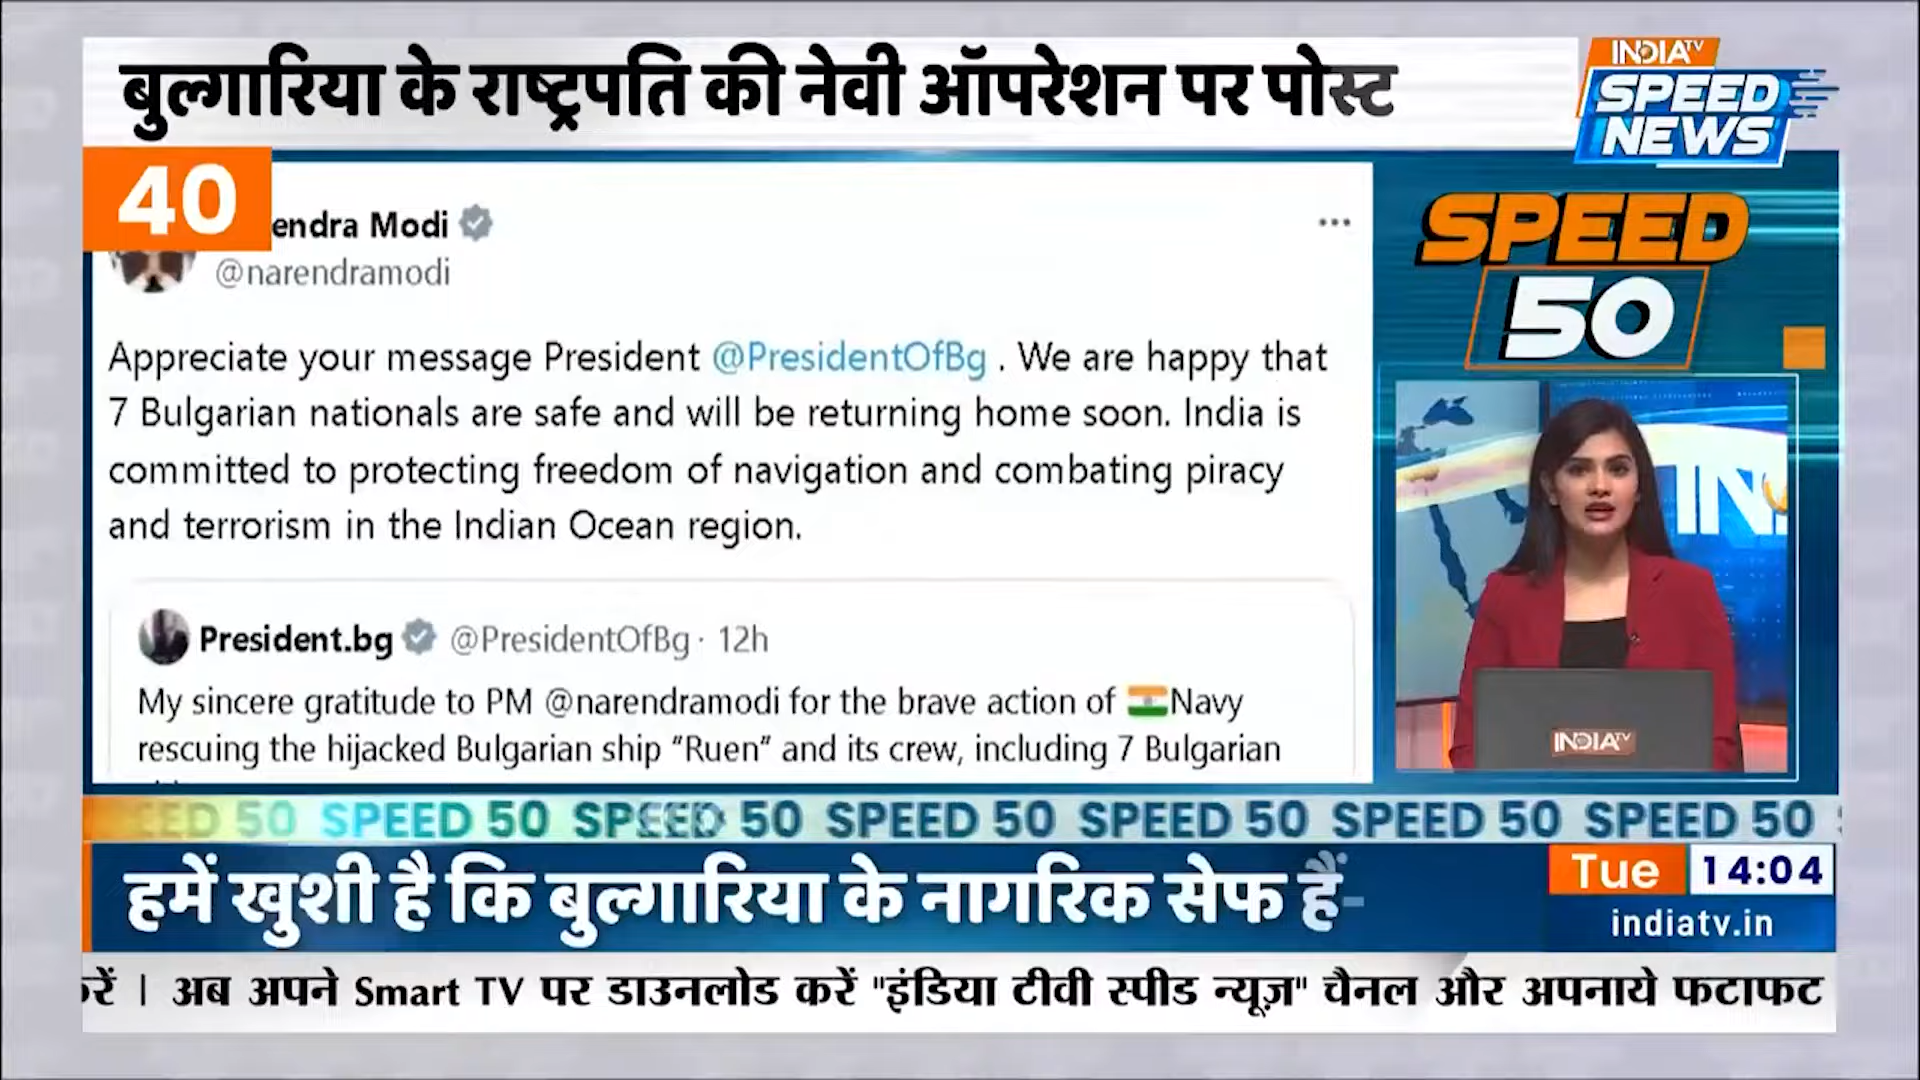 बुल्गारिया के राष्ट्रपति की नेवी ऑपरेशन पर पोस्ट
INDIA TV
SPEED
NEWS
40
endra Modi
@narendramodi
Appreciate your message President @PresidentOfBg . We are happy that
7 Bulgarian nationals are safe and will be returning home soon. India is
committed to protecting freedom of navigation and combating piracy
and terrorism in the Indian Ocean region.
President.bg @PresidentOfBg · 12h
My sincere gratitude to PM @narendramodi for the brave action of Navy
rescuing the hijacked Bulgarian ship “Ruen” and its crew, including 7 Bulgarian
SPEED
50
IN
INDIA TV
EED 50 SPEED 50 SPEED 50 SPEED 50 SPEED 50 SPEED 50 SPEED 50
हमें खुशी है कि बुल्गारिया के नागरिक सेफ हैं-
Tue 14:04
indiatv.in
रें | अब अपने Smart TV पर डाउनलोड करें "इंडिया टीवी स्पीड न्यूज़" चैनल और अपनाये फटाफट